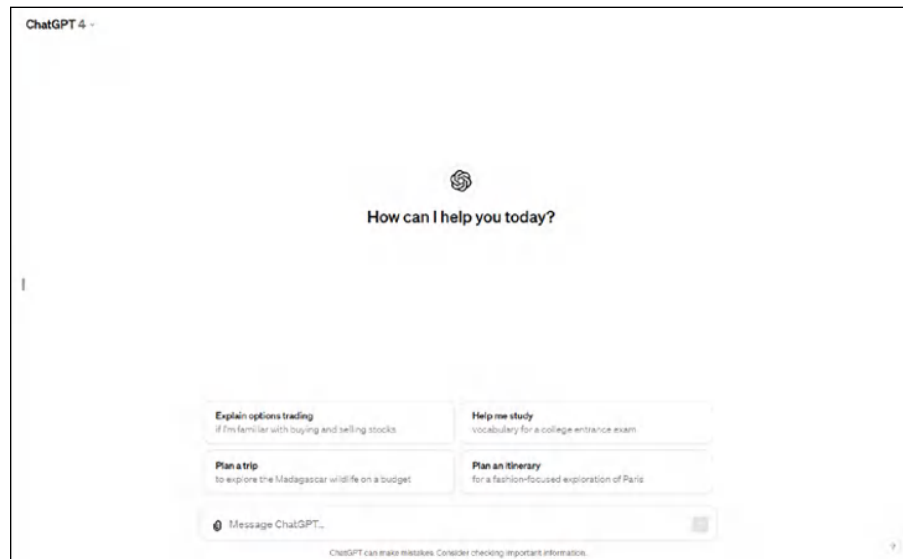 ChatGPT 4
How can I help you today?
Explain options trading
if I'm familiar with buying and selling stocks
Help me study
vocabulary for a college entrance exam
Plan a trip
to explore the Madagascar wildlife on a budget
Plan an itinerary
for a fashion-focused exploration of Paris
Message ChatGPT...
ChatGPT can make mistakes. Consider checking important information.
?